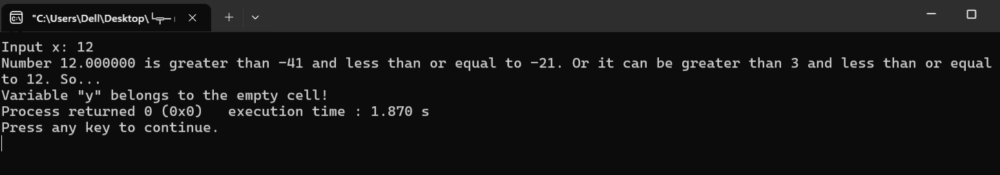 "C:\Users\Dell\Desktop\
Input x: 12
Number 12.000000 is greater than -41 and less than or equal to -21. Or it can be greater than 3 and less than or equal
to 12. So...
Variable "y" belongs to the empty cell!
Process returned 0 (0x0)   execution time : 1.870 s
Press any key to continue.